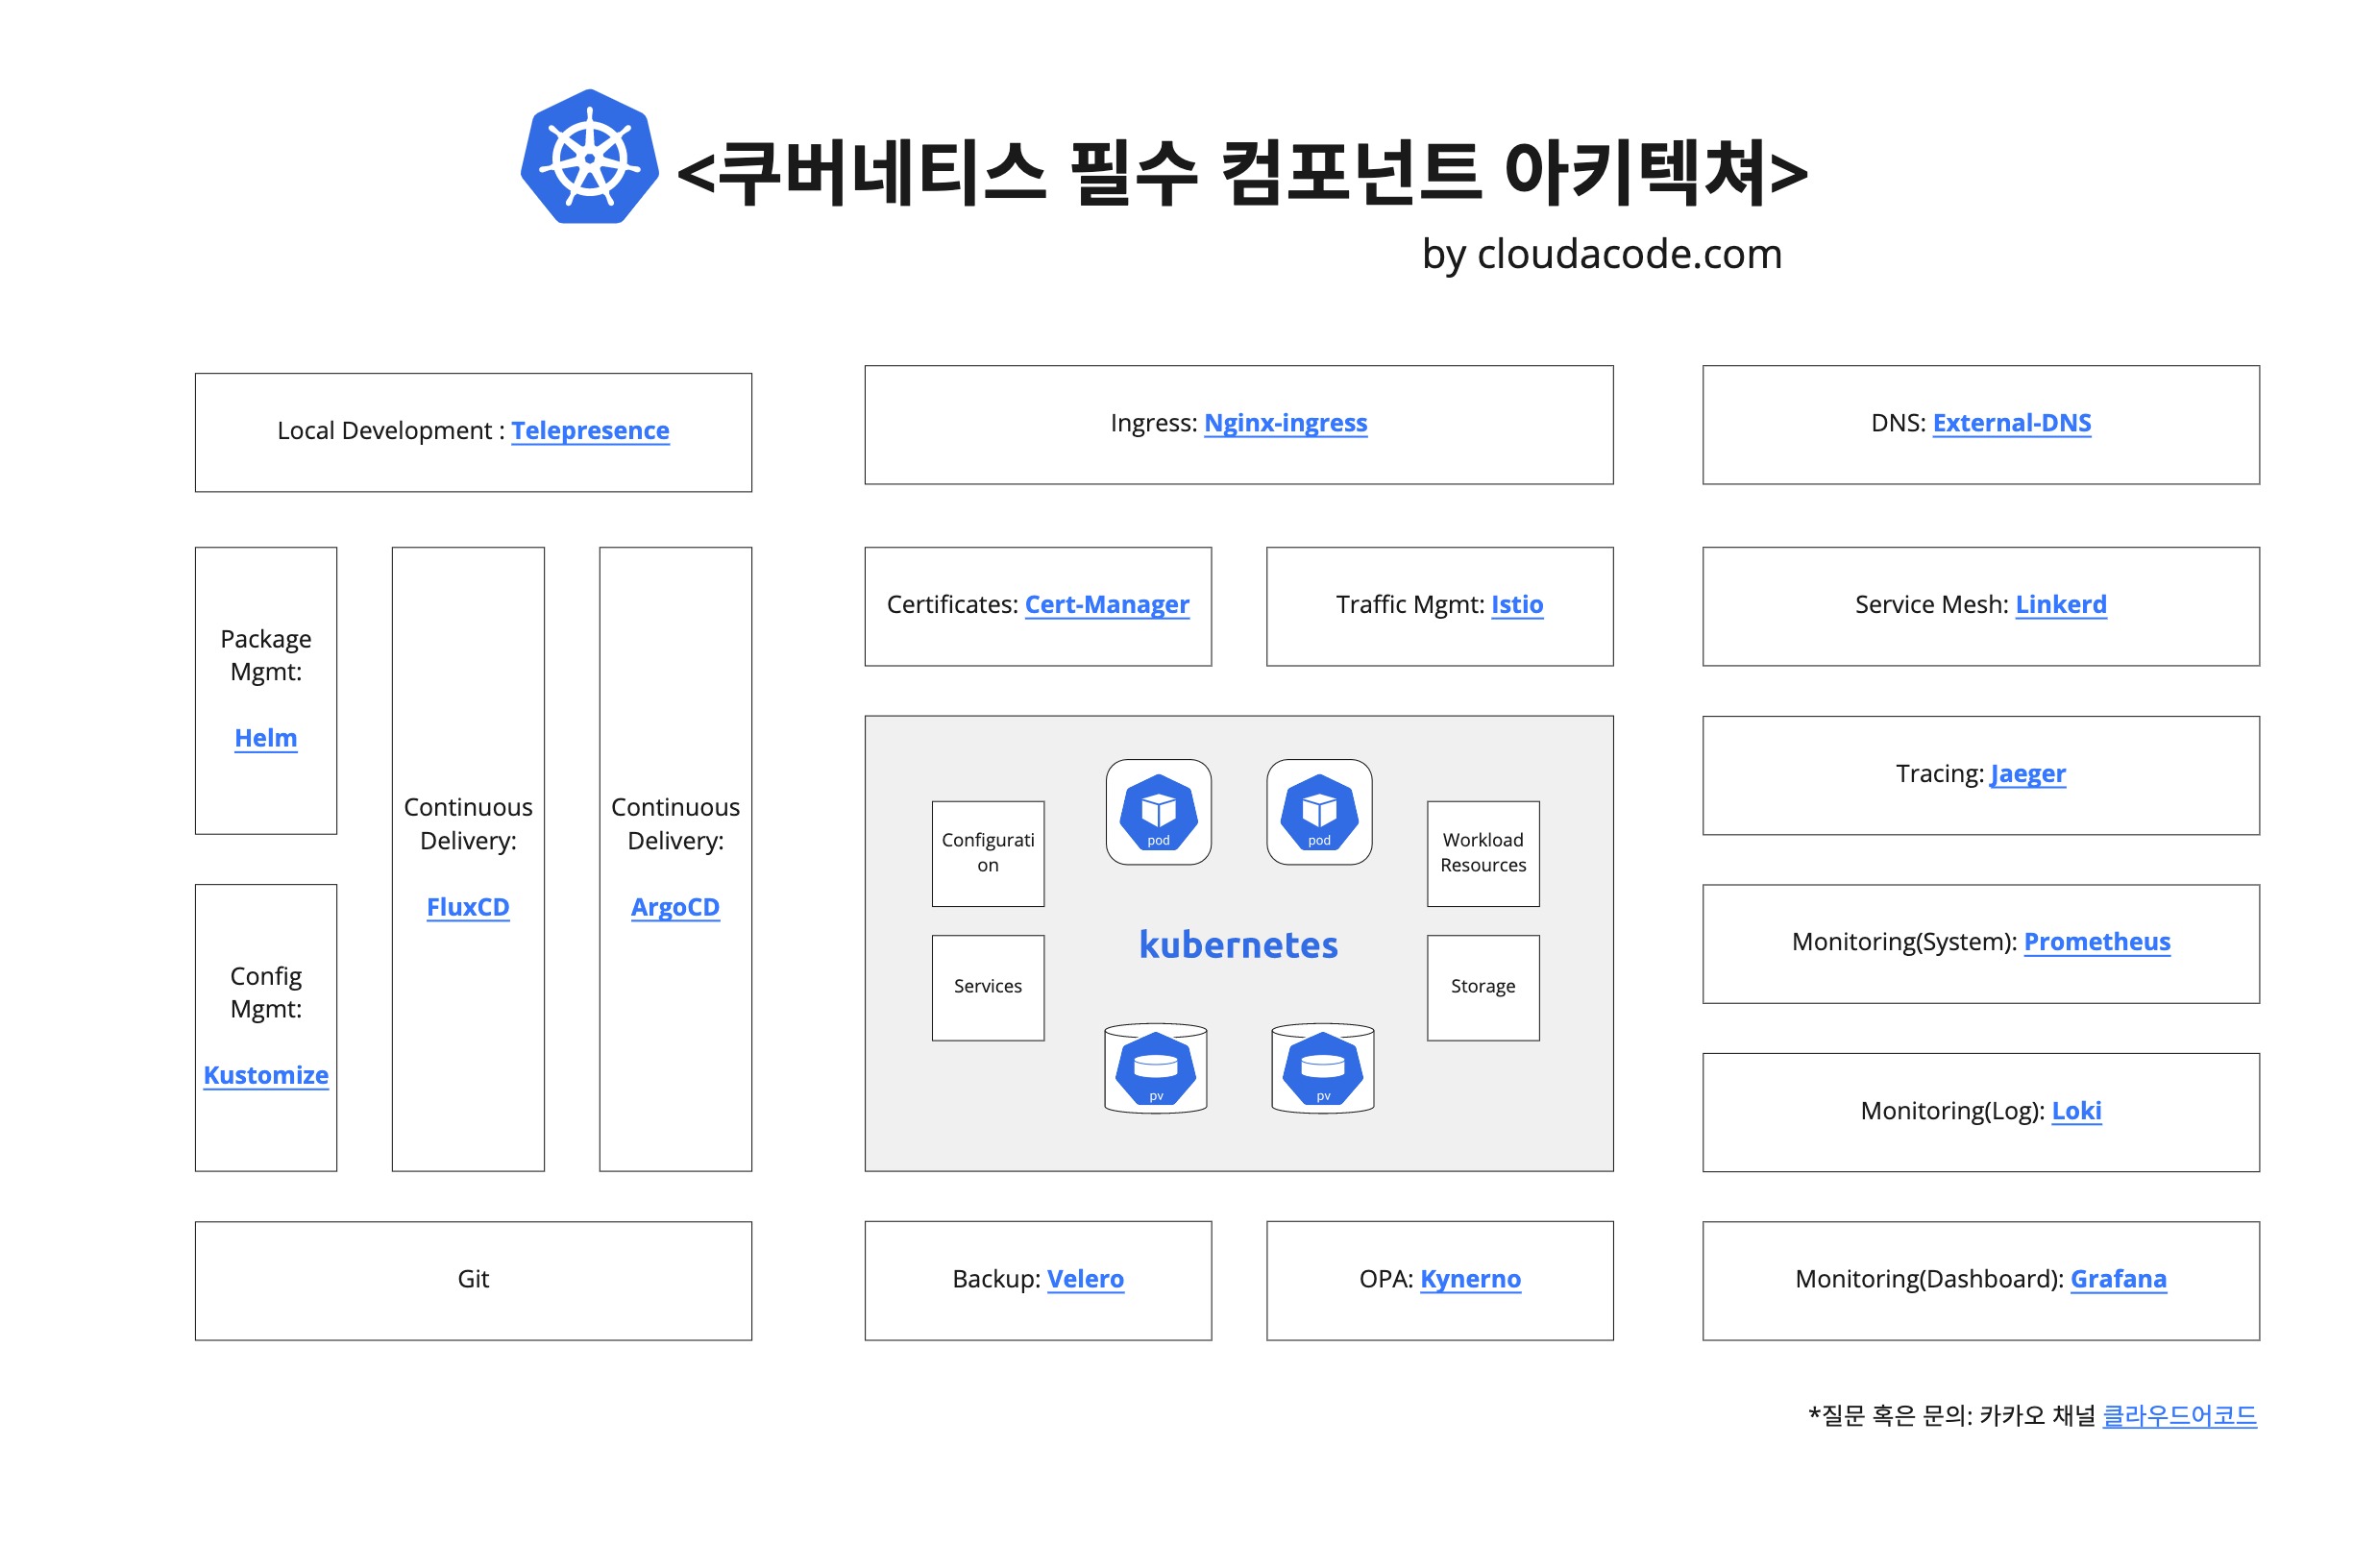 <쿠버네티스 필수 컴포넌트 아키텍쳐>
by cloudacode.com
Local Development : Telepresence
Ingress: Nginx-ingress
DNS: External-DNS
Package
Mgmt:
Helm
Continuous
Delivery:
FluxCD
Continuous
Delivery:
ArgoCD
Config
Mgmt:
Kustomize
Git
Certificates: Cert-Manager
Traffic Mgmt: Istio
pod
pod
Configurati
on
Workload
Resources
kubernetes
Services
Storage
pv
pv
Backup: Velero
OPA: Kynerno
Service Mesh: Linkerd
Tracing: Jaeger
Monitoring(System): Prometheus
Monitoring(Log): Loki
Monitoring(Dashboard): Grafana
*질문 혹은 문의: 카카오 채널 클라우드어코드